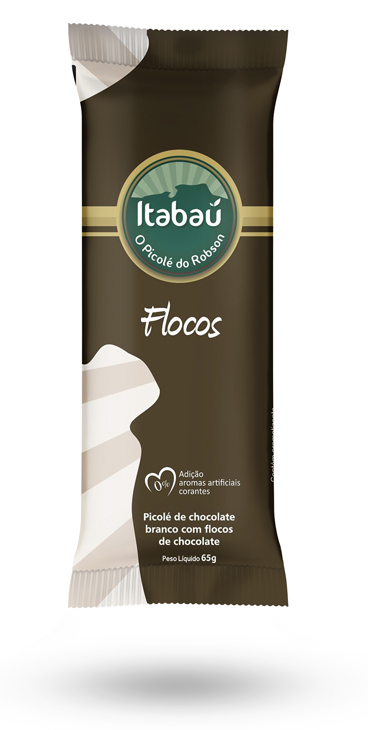 Itabaú
O Picolé do Robson
Flocos
0%
Adição
aromas artificiais
corantes
Picolé de chocolate
branco com flocos
de chocolate
Peso Líquido 65g